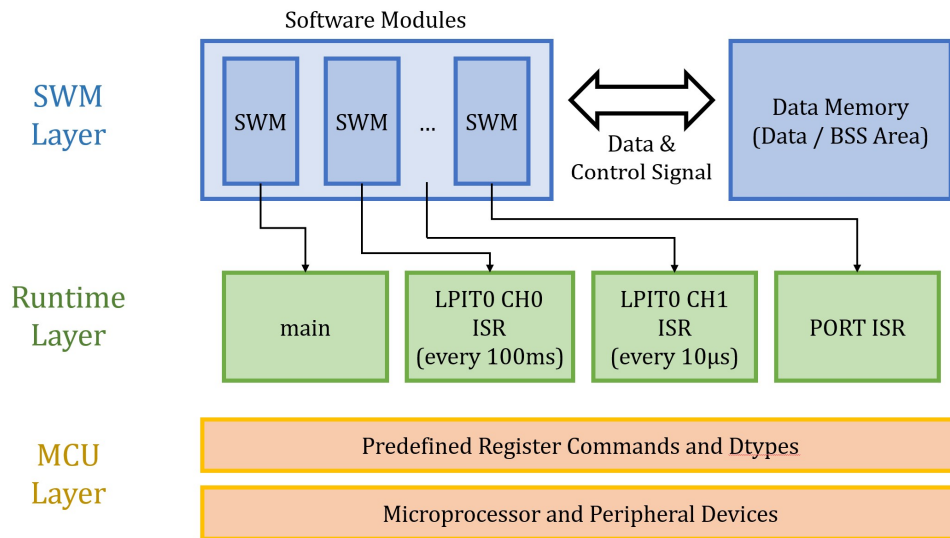 Software Modules
SWM
Layer
SWM
SWM
...
SWM
Data &
Control Signal
Data Memory
(Data / BSS Area)
Runtime
Layer
main
LPIT0 CH0
ISR
(every 100ms)
LPIT0 CH1
ISR
(every 10μs)
PORT ISR
MCU
Layer
Predefined Register Commands and Dtypes
Microprocessor and Peripheral Devices